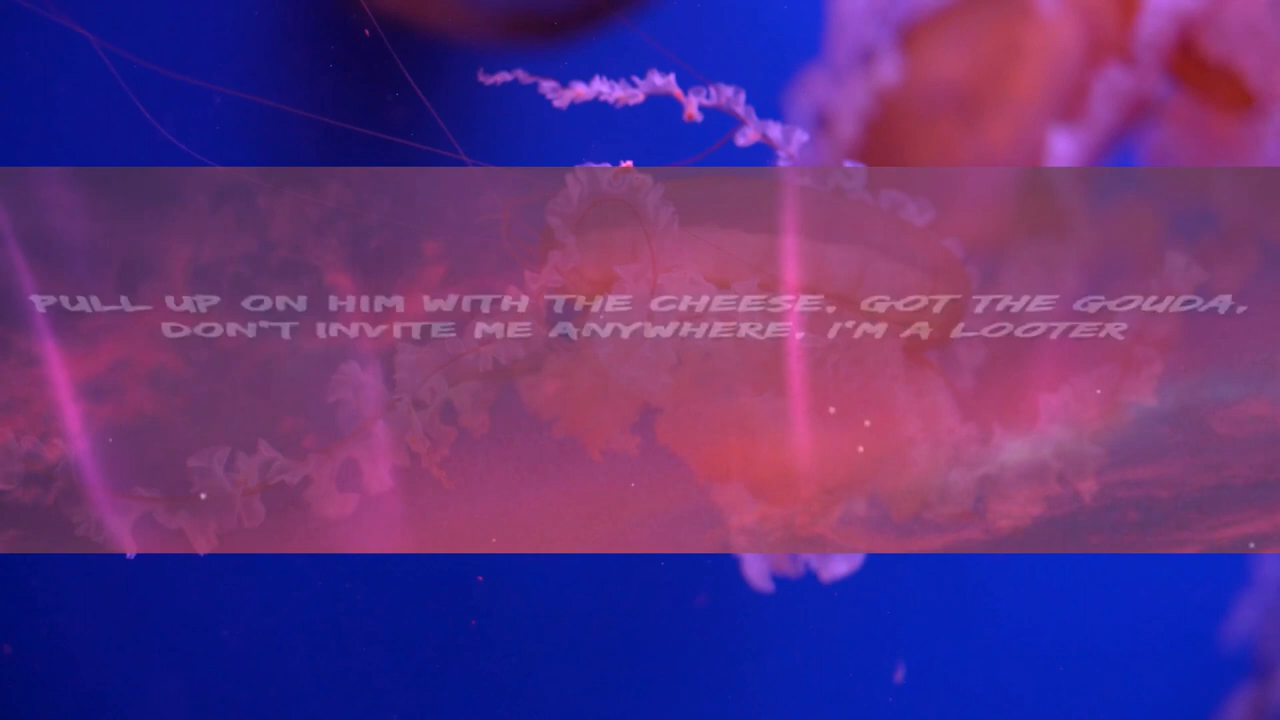 PULL UP ON HIM WITH THE CHEESE, GOT THE GOUDA,
DON'T INVITE ME ANYWHERE, I'M A LOOTER